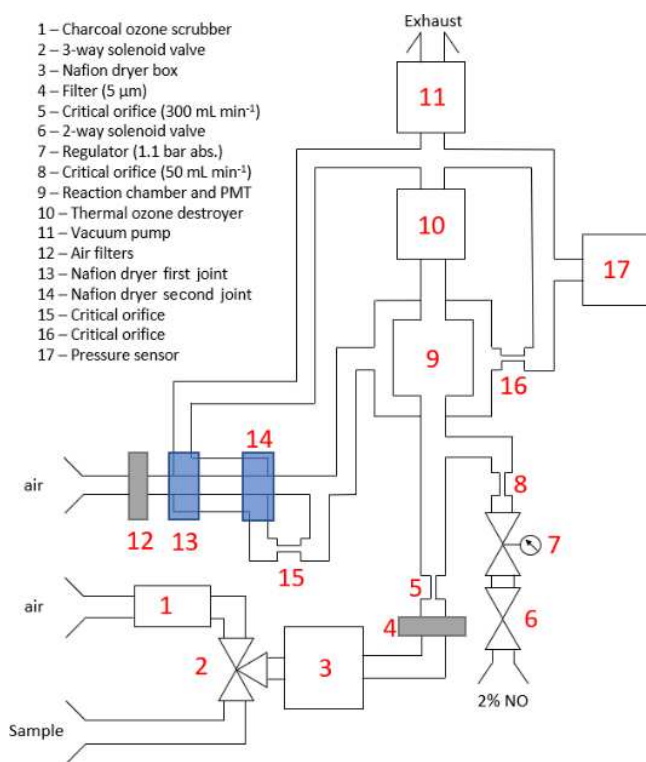 1 – Charcoal ozone scrubber
2 – 3-way solenoid valve
3 – Nafion dryer box
4 – Filter (5 μm)
5 – Critical orifice (300 mL min⁻¹)
6 – 2-way solenoid valve
7 – Regulator (1.1 bar abs.)
8 – Critical orifice (50 mL min⁻¹)
9 – Reaction chamber and PMT
10 – Thermal ozone destroyer
11 – Vacuum pump
12 – Air filters
13 – Nafion dryer first joint
14 – Nafion dryer second joint
15 – Critical orifice
16 – Critical orifice
17 – Pressure sensor
Exhaust
11
10
17
9
16
14
air
8
12
13
7
15
5
air
1
4
6
2
3
2% NO
Sample